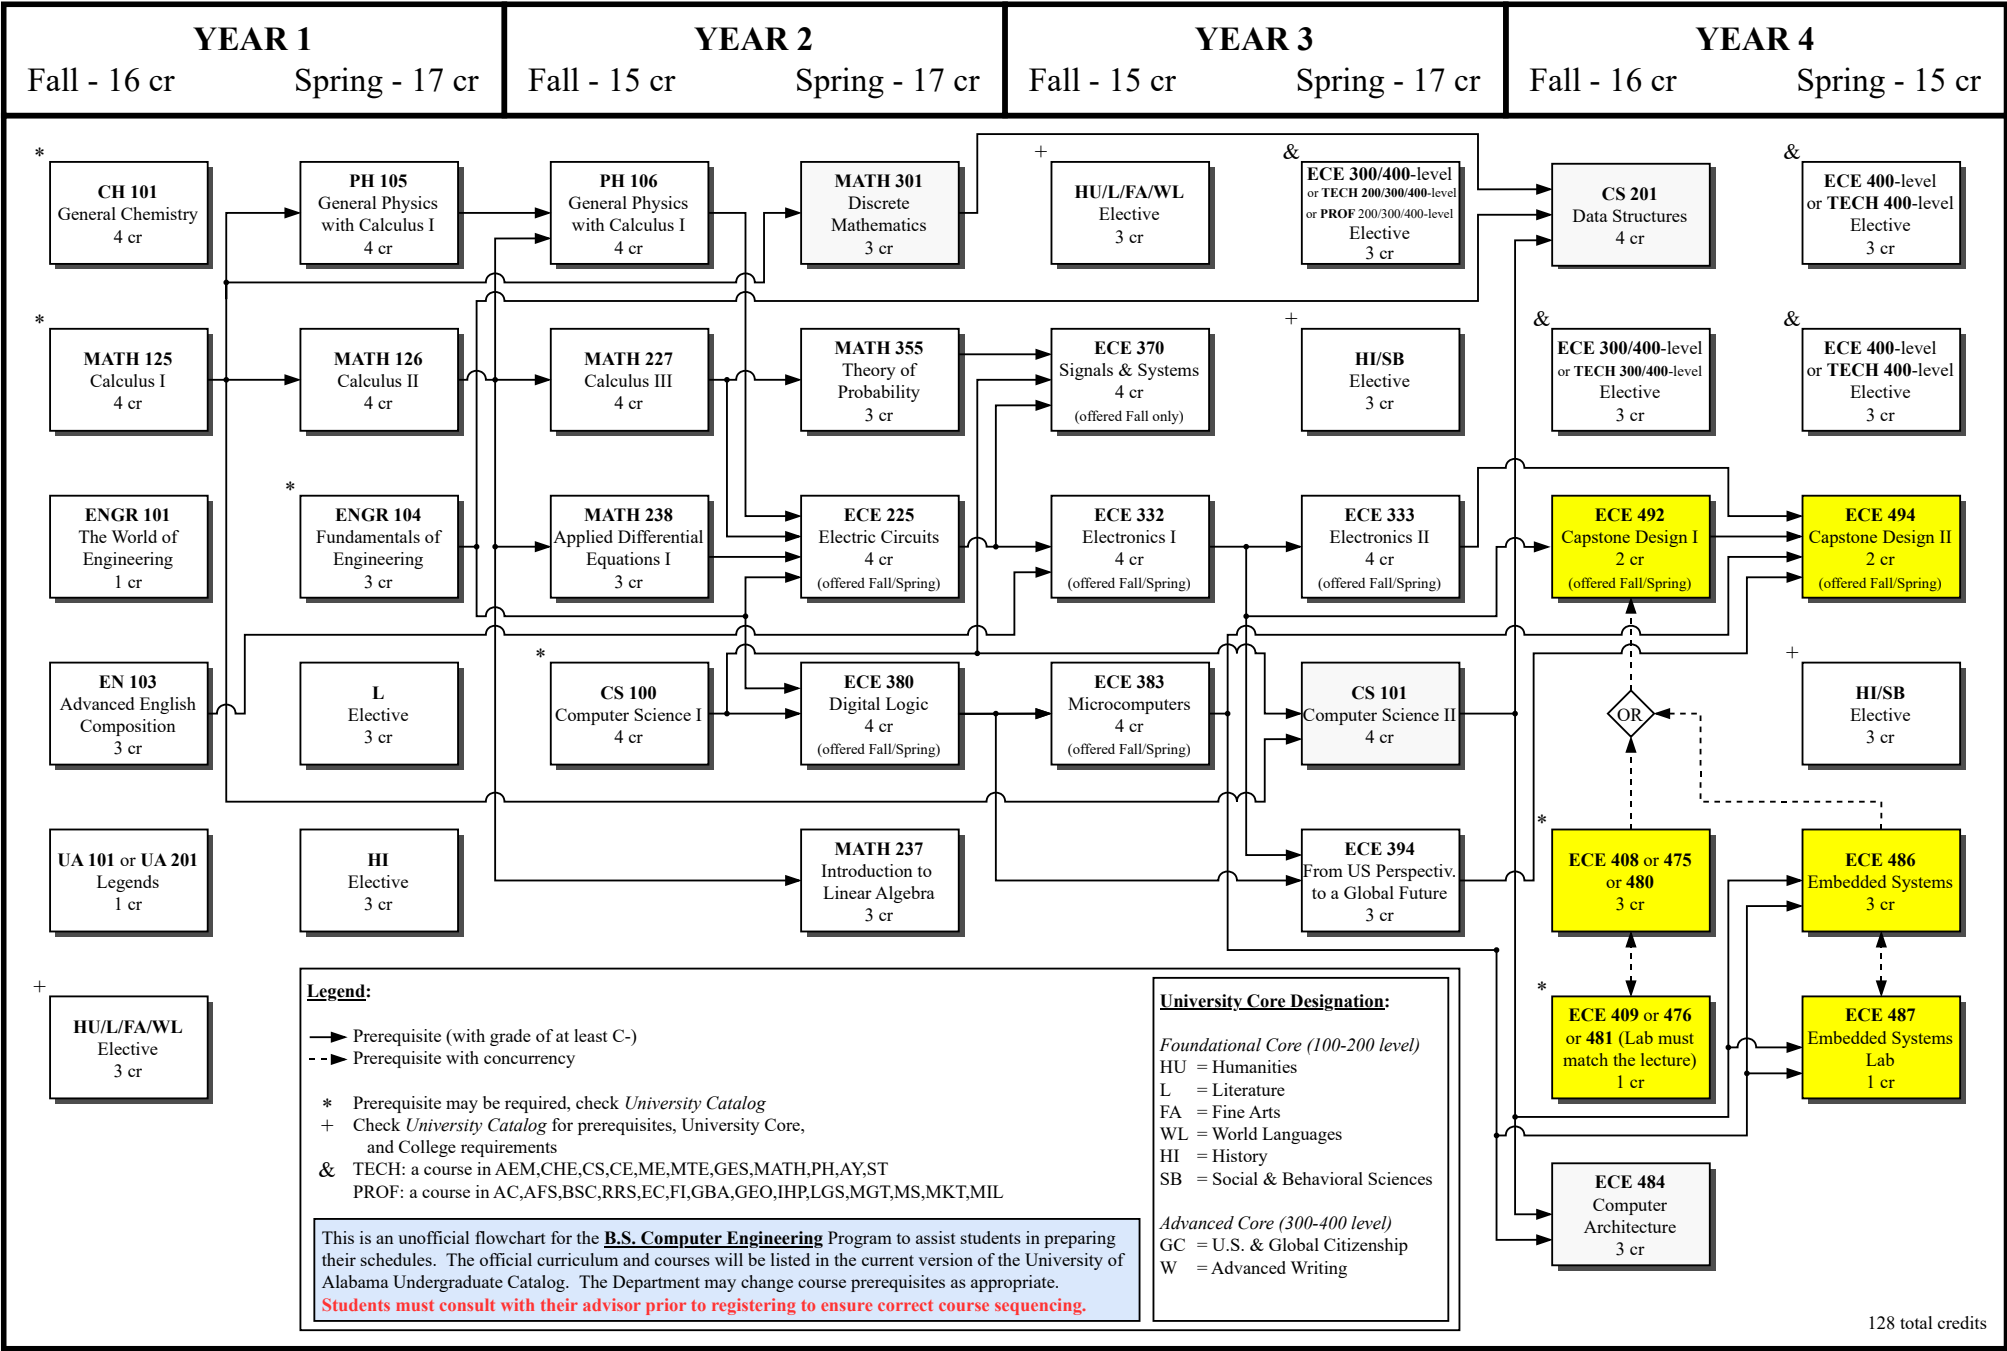 YEAR 1
Fall - 16 cr
Spring - 17 cr
YEAR 2
Fall - 15 cr
Spring - 17 cr
YEAR 3
Fall - 15 cr
Spring - 17 cr
YEAR 4
Fall - 16 cr
Spring - 15 cr
*
CH 101
General Chemistry
4 cr
PH 105
General Physics
with Calculus I
4 cr
PH 106
General Physics
with Calculus I
4 cr
MATH 301
Discrete
Mathematics
3 cr
+
HU/L/FA/WL
Elective
3 cr
&
ECE 300/400-level
or TECH 200/300/400-level
or PROF 200/300/400-level
Elective
3 cr
CS 201
Data Structures
4 cr
&
ECE 400-level
or TECH 400-level
Elective
3 cr
*
MATH 125
Calculus I
4 cr
MATH 126
Calculus II
4 cr
MATH 227
Calculus III
4 cr
MATH 355
Theory of
Probability
3 cr
ECE 370
Signals & Systems
4 cr
(offered Fall only)
+
HI/SB
Elective
3 cr
&
ECE 300/400-level
or TECH 300/400-level
Elective
3 cr
&
ECE 400-level
or TECH 400-level
Elective
3 cr
ENGR 101
The World of
Engineering
1 cr
*
ENGR 104
Fundamentals of
Engineering
3 cr
MATH 238
Applied Differential
Equations I
3 cr
ECE 225
Electric Circuits
4 cr
(offered Fall/Spring)
ECE 332
Electronics I
4 cr
(offered Fall/Spring)
ECE 333
Electronics II
4 cr
(offered Fall/Spring)
ECE 492
Capstone Design I
2 cr
(offered Fall/Spring)
ECE 494
Capstone Design II
2 cr
(offered Fall/Spring)
EN 103
Advanced English
Composition
3 cr
L
Elective
3 cr
*
CS 100
Computer Science I
4 cr
ECE 380
Digital Logic
4 cr
(offered Fall/Spring)
ECE 383
Microcomputers
4 cr
(offered Fall/Spring)
CS 101
Computer Science II
4 cr
OR
+
HI/SB
Elective
3 cr
UA 101 or UA 201
Legends
1 cr
HI
Elective
3 cr
MATH 237
Introduction to
Linear Algebra
3 cr
ECE 394
From US Perspectiv.
to a Global Future
3 cr
*
ECE 408 or 475
or 480
3 cr
ECE 486
Embedded Systems
3 cr
+
HU/L/FA/WL
Elective
3 cr
*
ECE 409 or 476
or 481 (Lab must
match the lecture)
1 cr
ECE 487
Embedded Systems
Lab
1 cr
ECE 484
Computer
Architecture
3 cr
Legend:
Prerequisite (with grade of at least C-)
Prerequisite with concurrency
* Prerequisite may be required, check University Catalog
+ Check University Catalog for prerequisites, University Core,
and College requirements
& TECH: a course in AEM,CHE,CS,CE,ME,MTE,GES,MATH,PH,AY,ST
PROF: a course in AC,AFS,BSC,RRS,EC,FI,GBA,GEO,IHP,LGS,MGT,MS,MKT,MIL
This is an unofficial flowchart for the B.S. Computer Engineering Program to assist students in preparing
their schedules. The official curriculum and courses will be listed in the current version of the University of
Alabama Undergraduate Catalog. The Department may change course prerequisites as appropriate.
Students must consult with their advisor prior to registering to ensure correct course sequencing.
University Core Designation:
Foundational Core (100-200 level)
HU = Humanities
L = Literature
FA = Fine Arts
WL = World Languages
HI = History
SB = Social & Behavioral Sciences
Advanced Core (300-400 level)
GC = U.S. & Global Citizenship
W = Advanced Writing
128 total credits